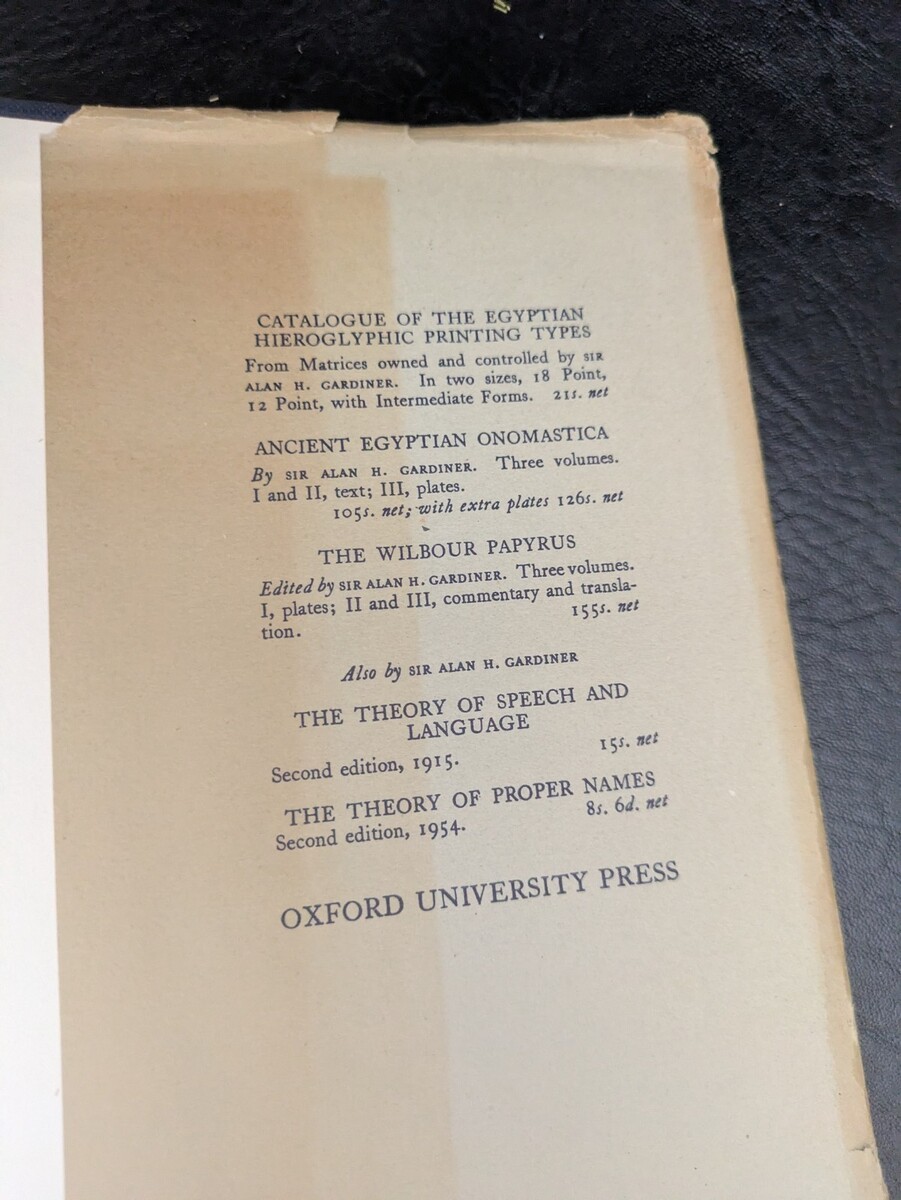 CATALOGUE OF THE EGYPTIAN
HIEROGLYPHIC PRINTING TYPES
From Matrices owned and controlled by SIR
ALAN H. GARDINER. In two sizes, 18 Point,
12 Point, with Intermediate Forms. 21s. net
ANCIENT EGYPTIAN ONOMASTICA
By SIR ALAN H. GARDINER. Three volumes.
I and II, text; III, plates.
105s. net; with extra plates 126s. net
THE WILBOUR PAPYRUS
Edited by SIR ALAN H. GARDINER. Three volumes.
I, plates; II and III, commentary and transla-
tion. 155s. net
Also by SIR ALAN H. GARDINER
THE THEORY OF SPEECH AND
LANGUAGE
Second edition, 1915. 15s. net
THE THEORY OF PROPER NAMES
Second edition, 1954. 8s. 6d. net
OXFORD UNIVERSITY PRESS